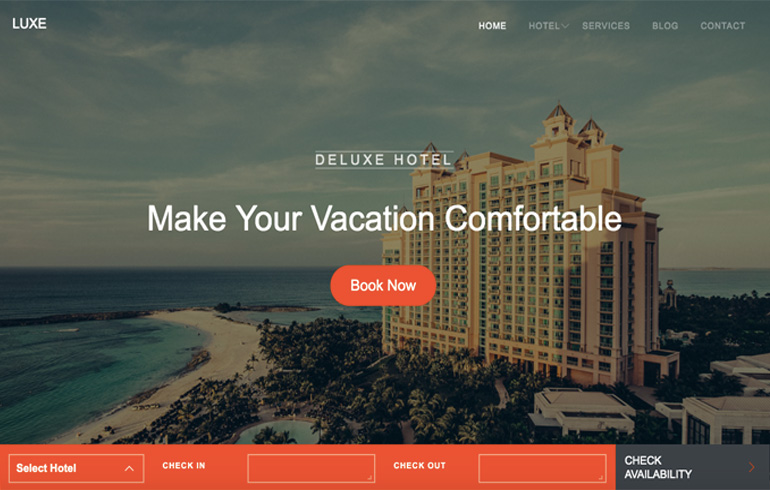 LUXE
HOME HOTEL SERVICES BLOG CONTACT
DELUXE HOTEL
Make Your Vacation Comfortable
Book Now
Select Hotel
CHECK IN
CHECK OUT
CHECK
AVAILABILITY